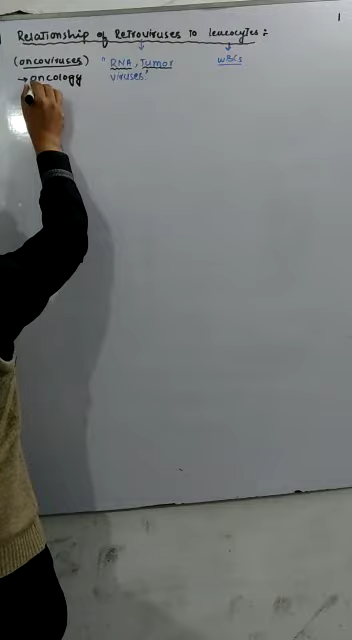 1
Relationship of Retroviruses to leucocytes :
(oncoviruses) " RNA, Tumor viruses." WBCs
→ oncology